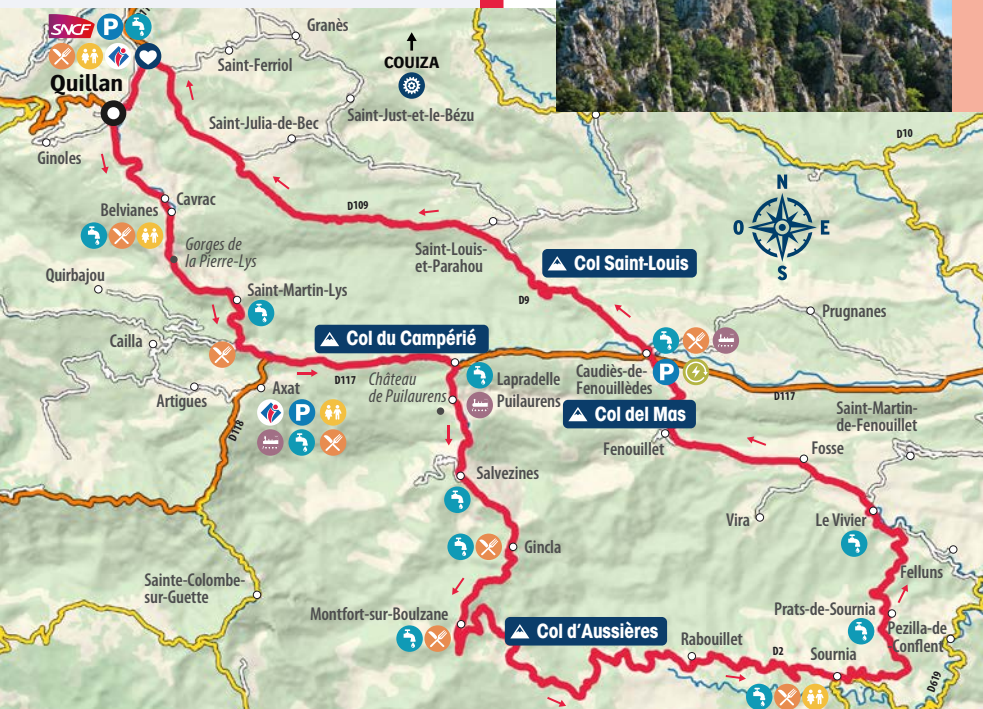 SNCF P
Quillan
Ginoles
Granès
Saint-Ferriol
COUIZA
Saint-Just-et-le-Bézu
Saint-Julia-de-Bec
D10
N
O E
S
Cavrac
Belvianes
Gorges de
la Pierre-Lys
D109
Saint-Louis-
et-Parahou
Col Saint-Louis
D9
Quirbajou
Saint-Martin-Lys
Cailla
Col du Campérié
Prugnanes
Artigues
Axat
P
D117
D118
Château
de Puilaurens
Lapradelle
Puilaurens
Caudiès-de-
Fenouillèdes
P
D117
Col del Mas
Saint-Martin-
de-Fenouillet
Fenouillet
Fosse
Salvezines
Vira
Le Vivier
Gincla
Felluns
Sainte-Colombe-
sur-Guette
Montfort-sur-Boulzane
Col d'Aussières
Prats-de-Sournia
Pezilla-de
-Conflent
Rabouillet
D2
Sournia
D619